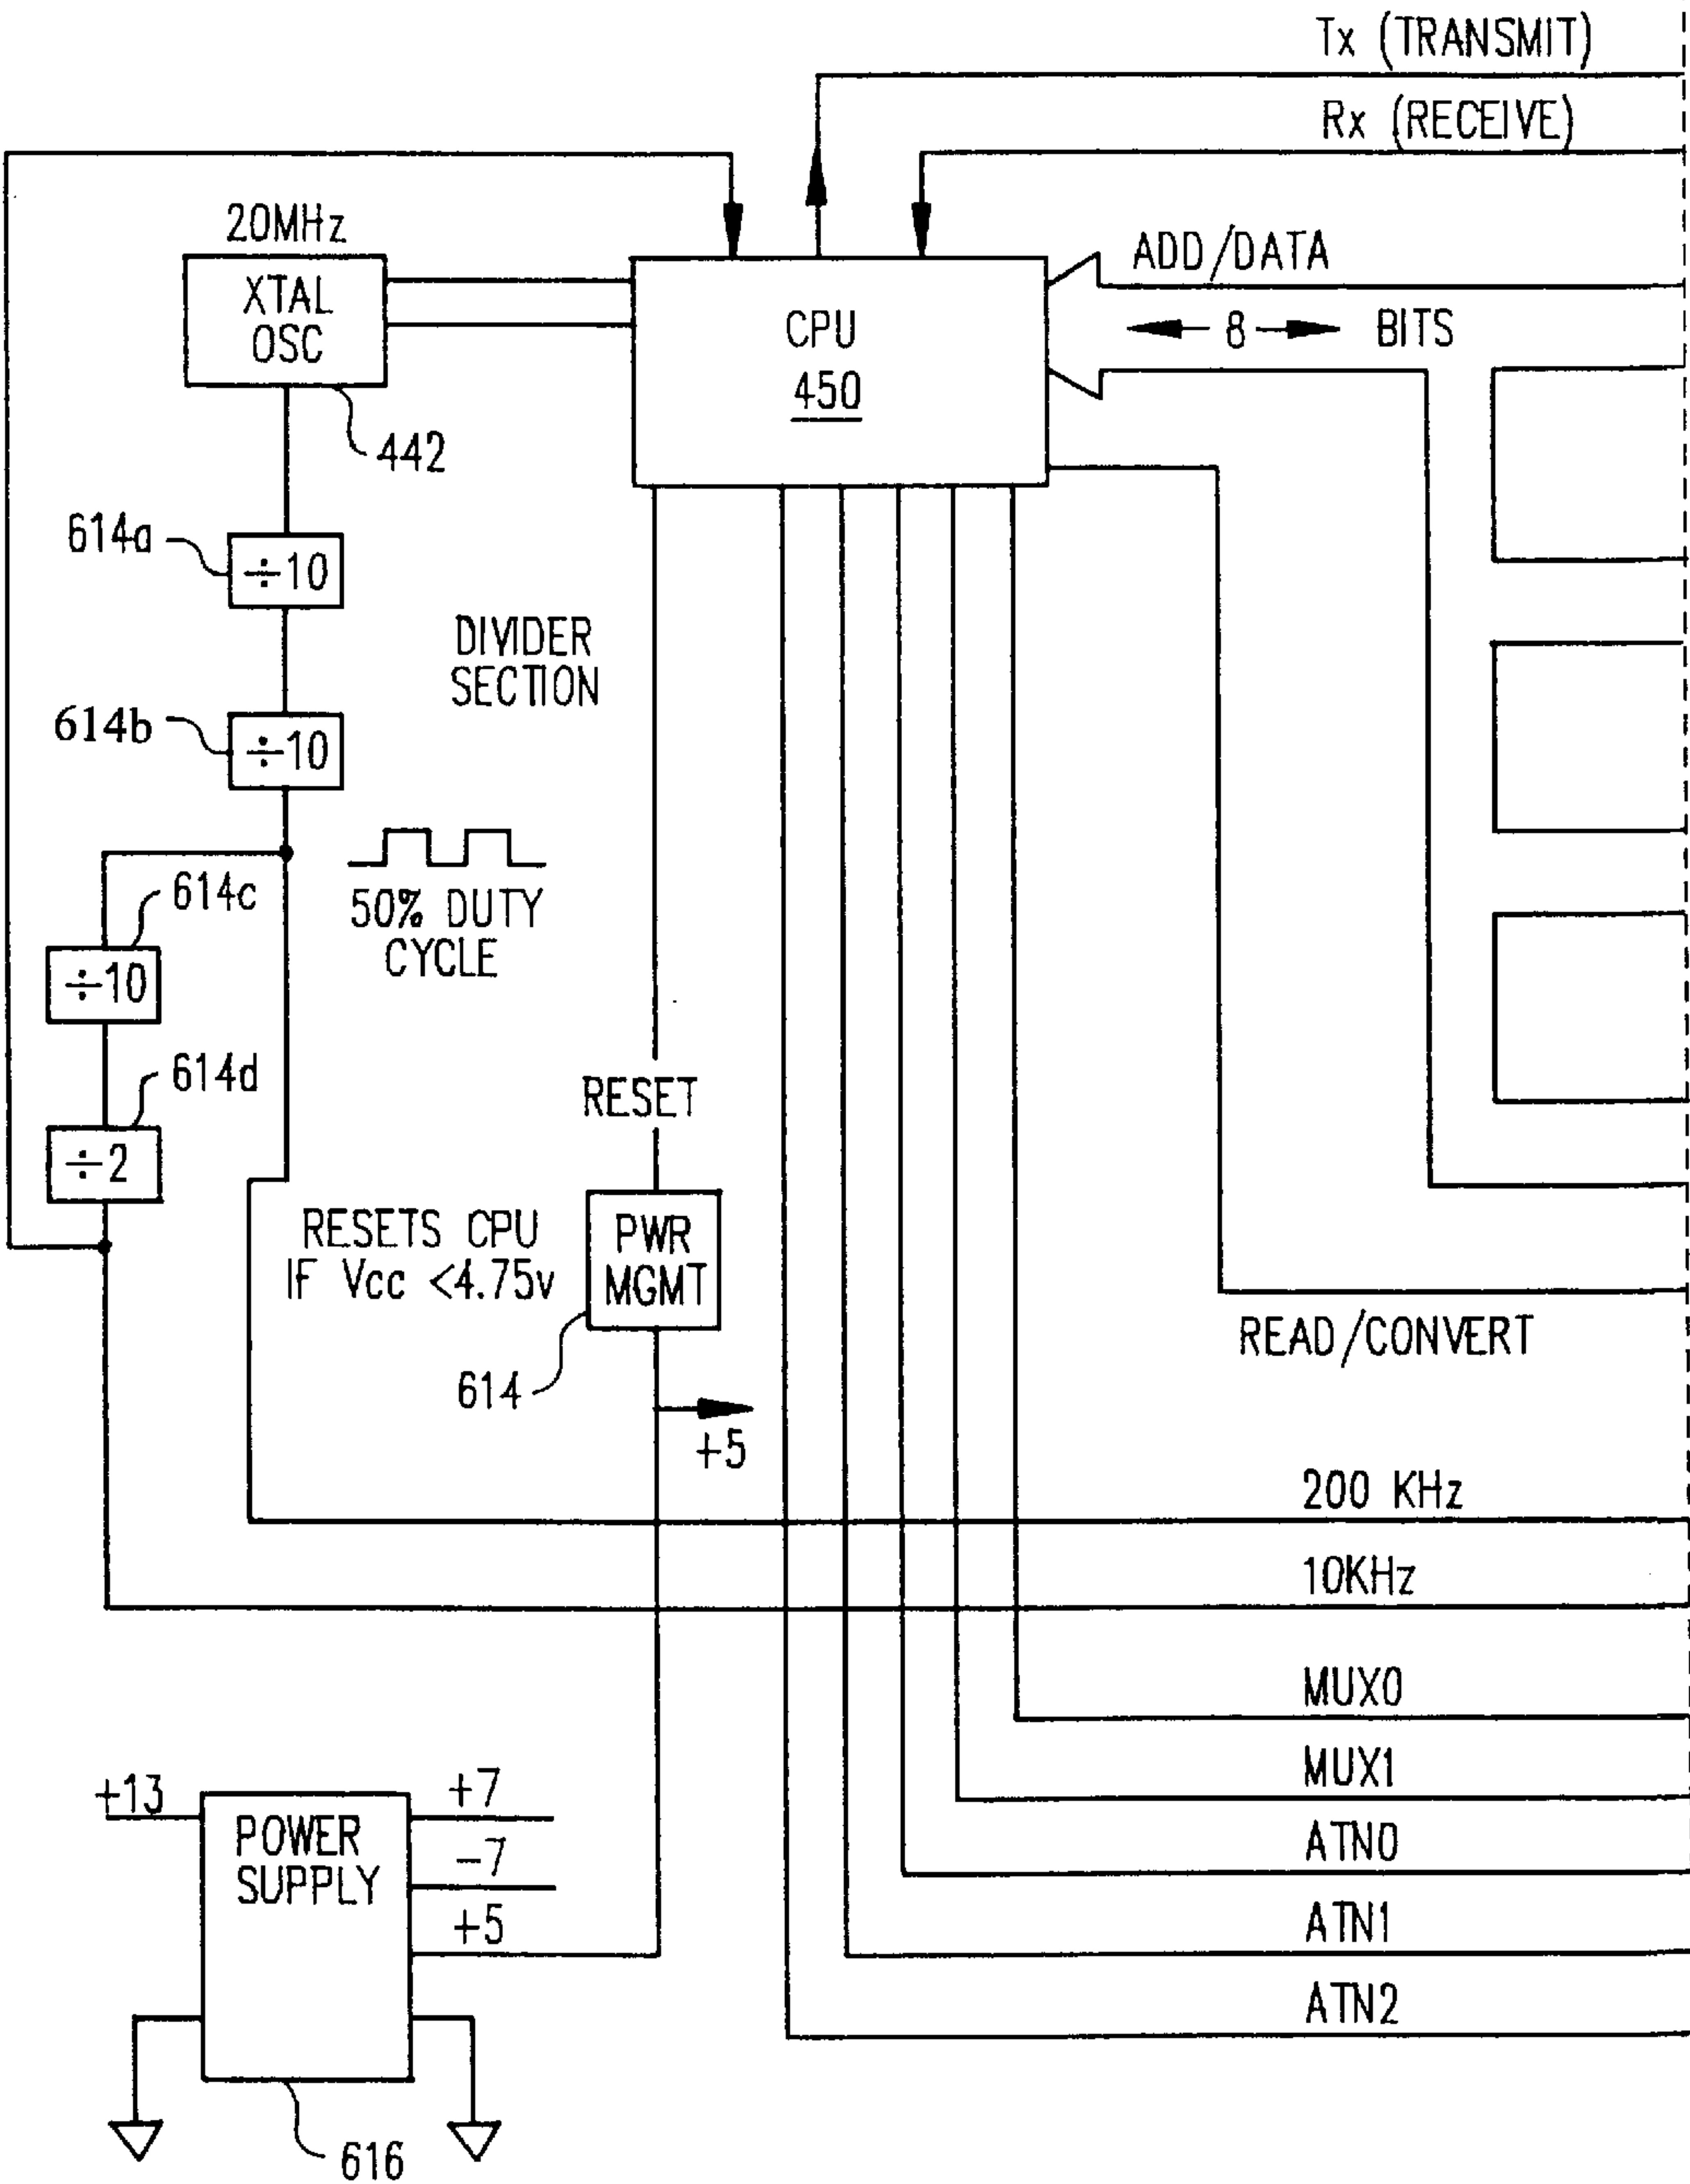 Tx (TRANSMIT)
Rx (RECEIVE)
20MHz
XTAL
OSC
442
CPU
450
ADD/DATA
8 BITS
614a
÷10
DIVIDER
SECTION
614b
÷10
614c
÷10
50% DUTY
CYCLE
614d
÷2
RESET
RESETS CPU
IF Vcc <4.75v
PWR
MGMT
614
+5
READ/CONVERT
200 KHz
10KHz
MUX0
MUX1
ATN0
ATN1
ATN2
+13
POWER
SUPPLY
+7
-7
+5
616